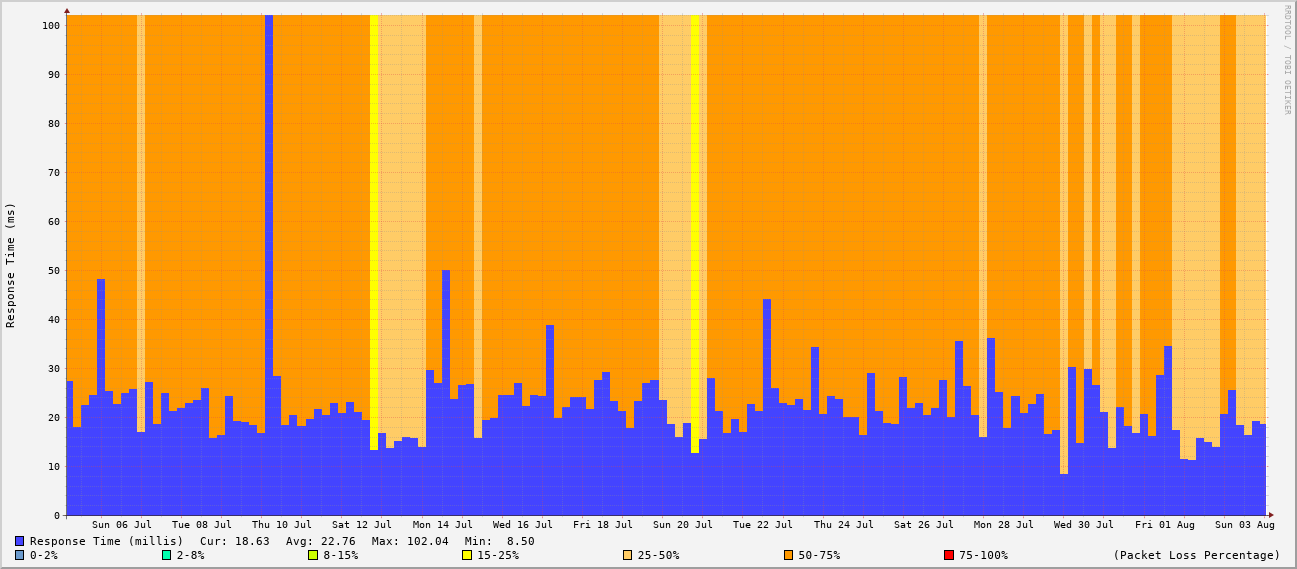 RRDTOOL / TOBI OETIKER
Response Time (ms)
100
90
80
70
60
50
40
30
20
10
0
Sun 06 Jul Tue 08 Jul Thu 10 Jul Sat 12 Jul Mon 14 Jul Wed 16 Jul Fri 18 Jul Sun 20 Jul Tue 22 Jul Thu 24 Jul Sat 26 Jul Mon 28 Jul Wed 30 Jul Fri 01 Aug Sun 03 Aug
Response Time (millis) Cur: 18.63 Avg: 22.76 Max: 102.04 Min: 8.50
0-2% 2-8% 8-15% 15-25% 25-50% 50-75% 75-100% (Packet Loss Percentage)